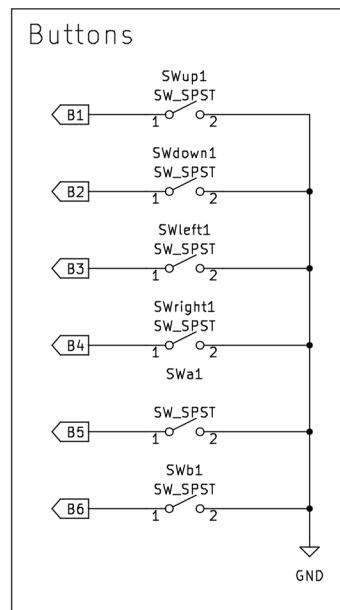 Buttons
SWup1
SW_SPST
B1
1 2
SWdown1
SW_SPST
B2
1 2
SWleft1
SW_SPST
B3
1 2
SWright1
SW_SPST
B4
1 2
SWa1
SW_SPST
B5
1 2
SWb1
SW_SPST
B6
1 2
GND